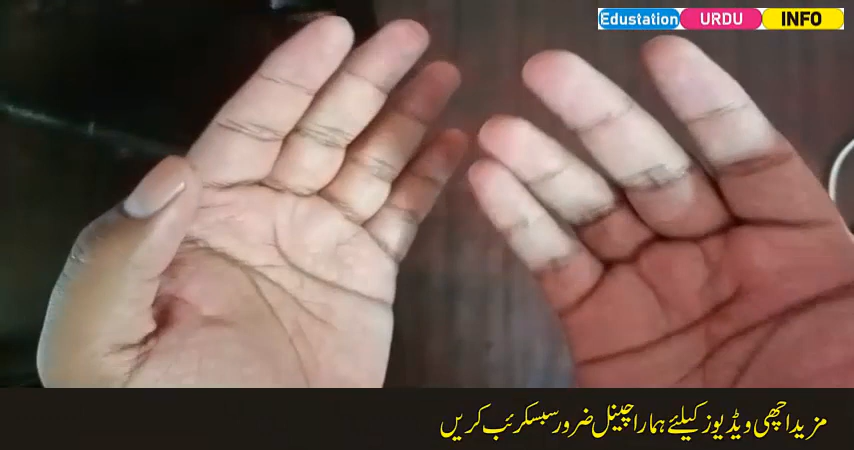 Edustation URDU INFO
مزید اچھی ویڈیوز کیلئے ہمارا چینل ضرور سبسکرائب کریں